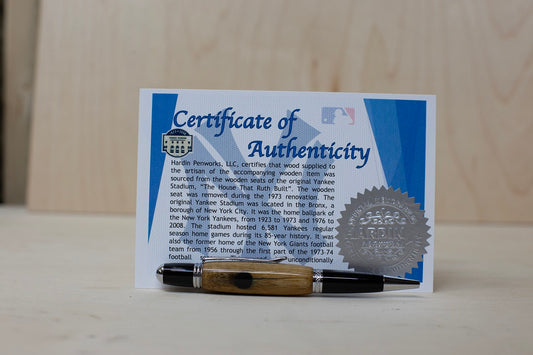 Certificate of
Authenticity
Hardin Penworks, LLC, certifies that wood supplied to
the artisan of the accompanying wooden item was
sourced from the wooden seats of the original Yankee
Stadium, "The House That Ruth Built". The wooden
seat was removed during the 1973 renovation. The
original Yankee Stadium was located in the Bronx, a
borough of New York City. It was the home ballpark of
the New York Yankees, from 1923 to 1973 and 1976 to
2008. The stadium hosted 6,581 Yankees regular
season home games during its 85-year history. It was
also the former home of the New York Giants football
team from 1956 through the first part of the 1973-74
football unconditionally
HARDIN